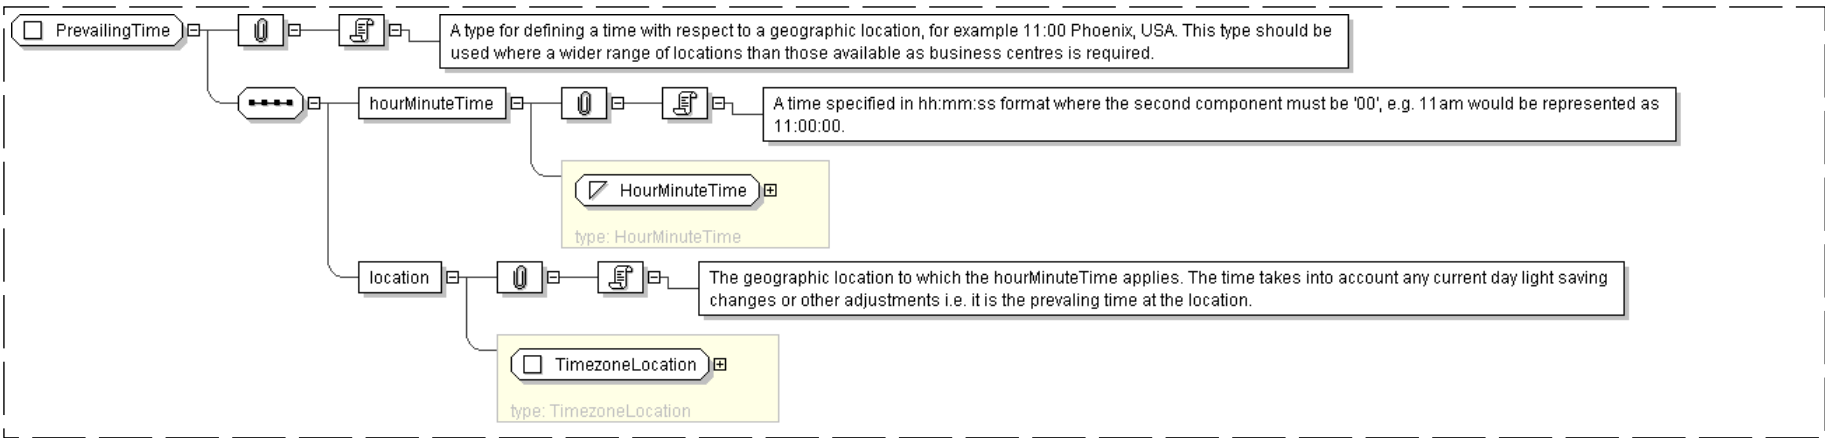 PrevailingTime
A type for defining a time with respect to a geographic location, for example 11:00 Phoenix, USA. This type should be
used where a wider range of locations than those available as business centres is required.
hourMinuteTime
A time specified in hh:mm:ss format where the second component must be '00', e.g. 11am would be represented as
11:00:00.
HourMinuteTime
type: HourMinuteTime
location
The geographic location to which the hourMinuteTime applies. The time takes into account any current day light saving
changes or other adjustments i.e. it is the prevaling time at the location.
TimezoneLocation
type: TimezoneLocation